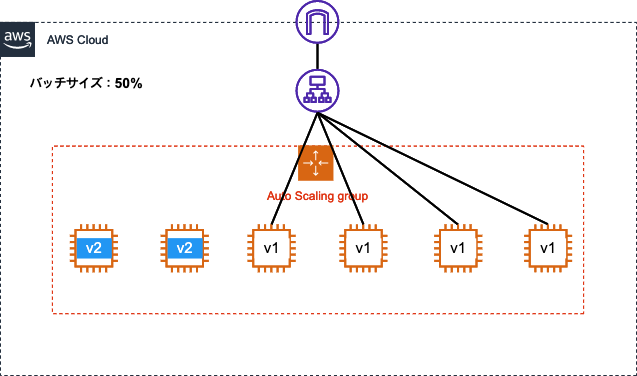 aws
AWS Cloud
バッチサイズ：50%
Auto Scaling group
v2
v2
v1
v1
v1
v1